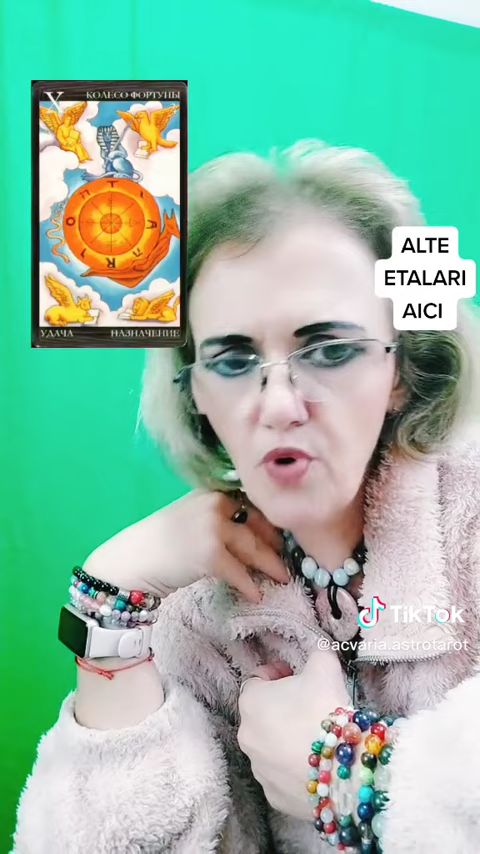 V КОЛЕСО ФОРТУНЫ
УДАЧА НАЗНАЧЕНИЕ
ALTE
ETALARI
AICI
TikTok
@acvaria.astrotarot